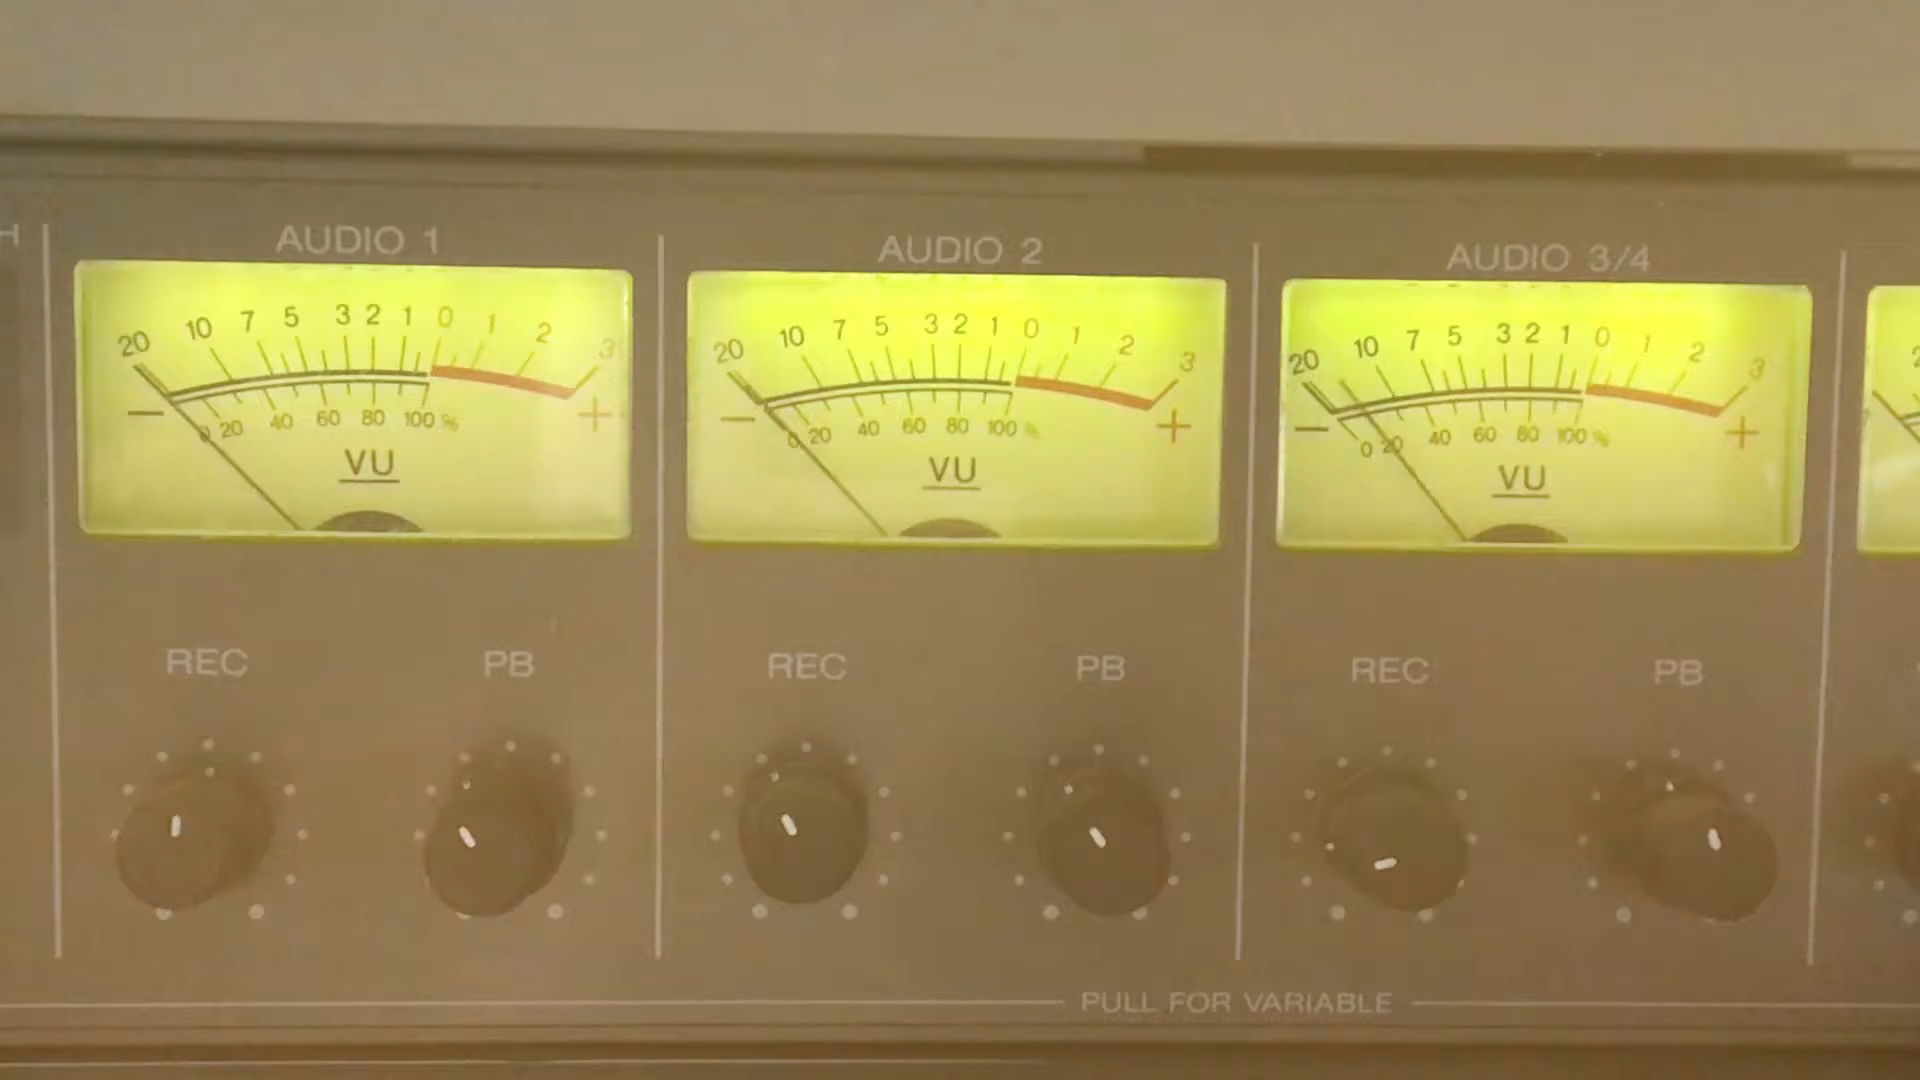 H
AUDIO 1
20 10 7 5 3 2 1 0 1 2 3
− 0 20 40 60 80 100 % +
VU
REC PB
AUDIO 2
20 10 7 5 3 2 1 0 1 2 3
− 0 20 40 60 80 100 % +
VU
REC PB
AUDIO 3/4
20 10 7 5 3 2 1 0 1 2 3
− 0 20 40 60 80 100 % +
VU
REC PB
2
PULL FOR VARIABLE